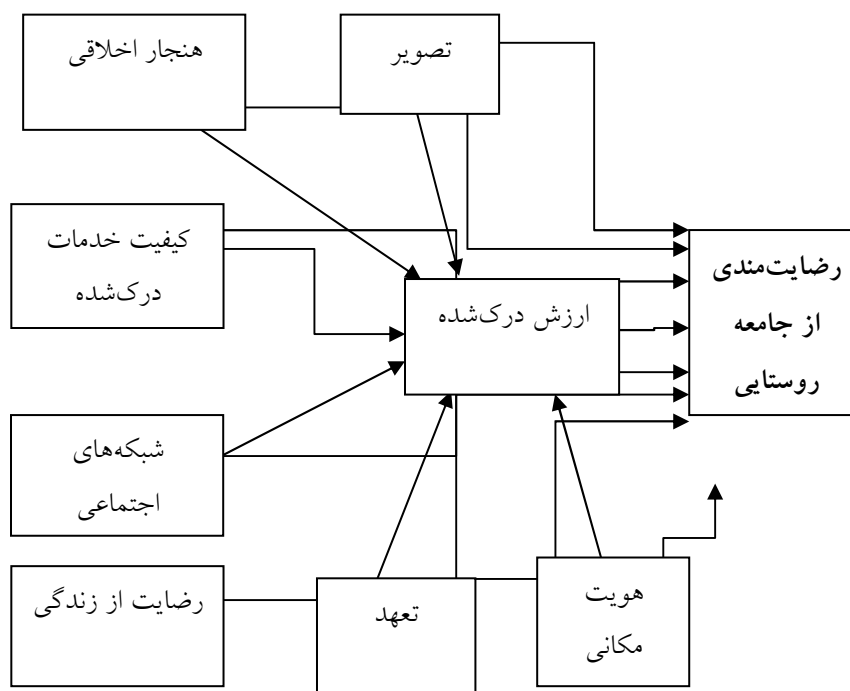 هنجار اخلاقی
تصویر
کیفیت خدمات
درک‌شده
رضایت‌مندی
از جامعه
روستایی
ارزش درک‌شده
شبکه‌های
اجتماعی
رضایت از زندگی
تعهد
هویت
مکانی